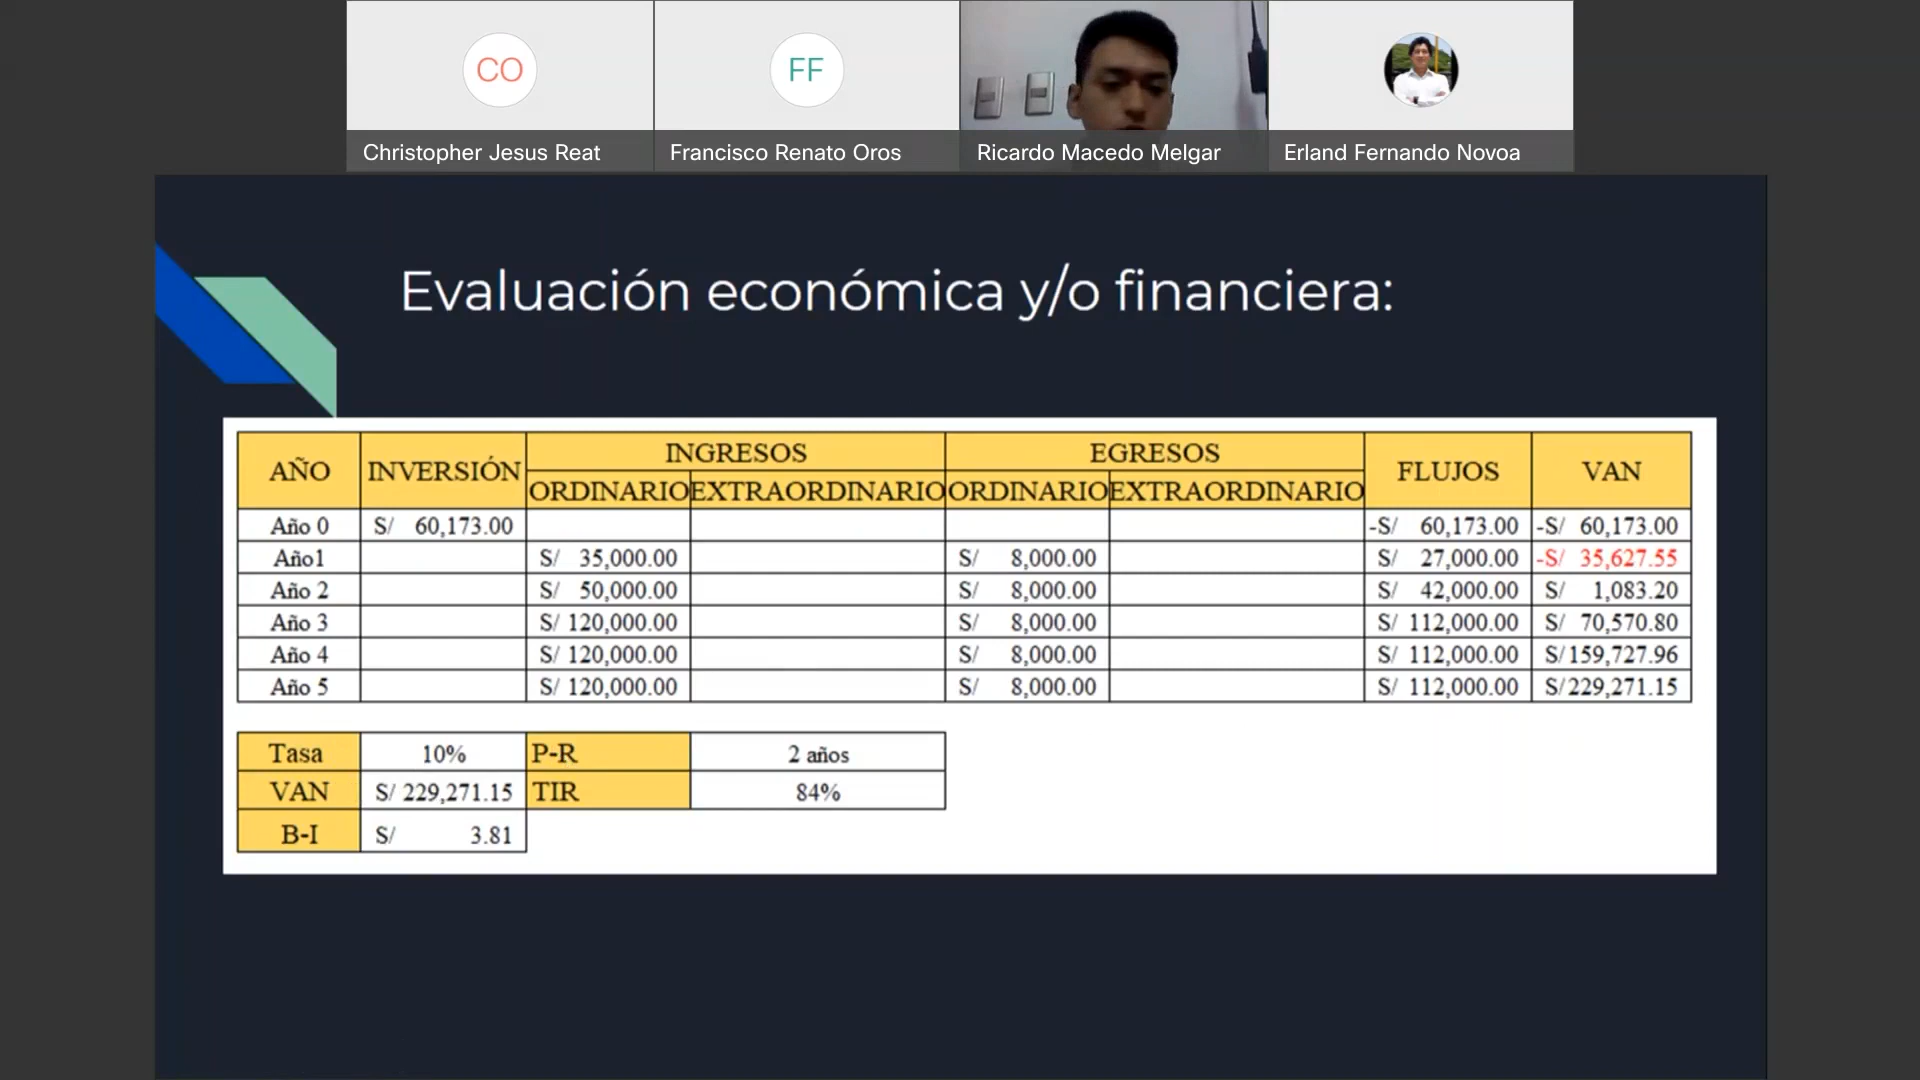 CO
FF
Christopher Jesus Reat
Francisco Renato Oros
Ricardo Macedo Melgar
Erland Fernando Novoa
Evaluación económica y/o financiera:
AÑO INVERSIÓN INGRESOS EGRESOS FLUJOS VAN
ORDINARIO EXTRAORDINARIO ORDINARIO EXTRAORDINARIO
Año 0 S/ 60,173.00 -S/ 60,173.00 -S/ 60,173.00
Año1 S/ 35,000.00 S/ 8,000.00 S/ 27,000.00 -S/ 35,627.55
Año 2 S/ 50,000.00 S/ 8,000.00 S/ 42,000.00 S/ 1,083.20
Año 3 S/ 120,000.00 S/ 8,000.00 S/ 112,000.00 S/ 70,570.80
Año 4 S/ 120,000.00 S/ 8,000.00 S/ 112,000.00 S/ 159,727.96
Año 5 S/ 120,000.00 S/ 8,000.00 S/ 112,000.00 S/ 229,271.15
Tasa 10% P-R 2 años
VAN S/ 229,271.15 TIR 84%
B-I S/ 3.81